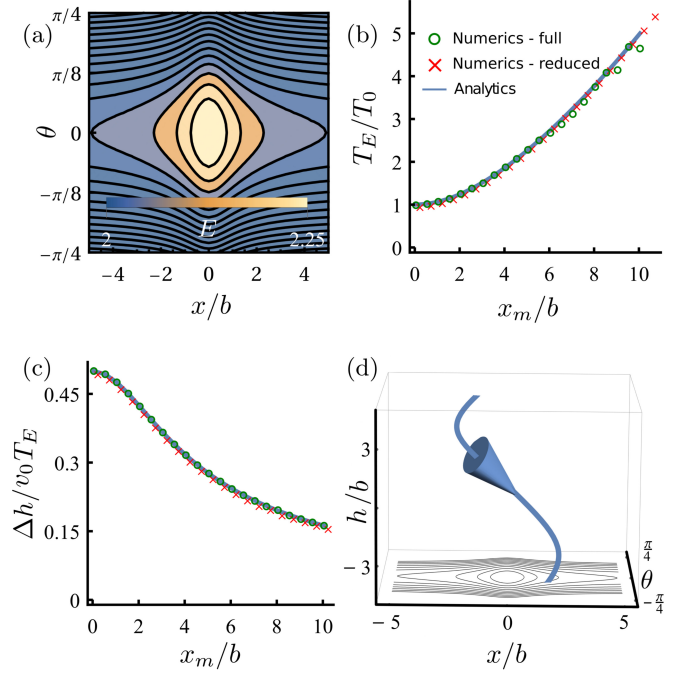 (a)
π/4
π/8
θ
0
−π/8
−π/4
E
2
2.25
−4
−2
0
2
4
x/b
(b)
Numerics - full
Numerics - reduced
Analytics
5
4
3
2
1
0
T_E/T_0
0
2
4
6
8
10
x_m/b
(c)
0.45
0.3
0.15
0
Δh/v_0T_E
0
2
4
6
8
10
x_m/b
(d)
h/b
3
−3
π/4
θ
−π/4
−5
0
5
x/b